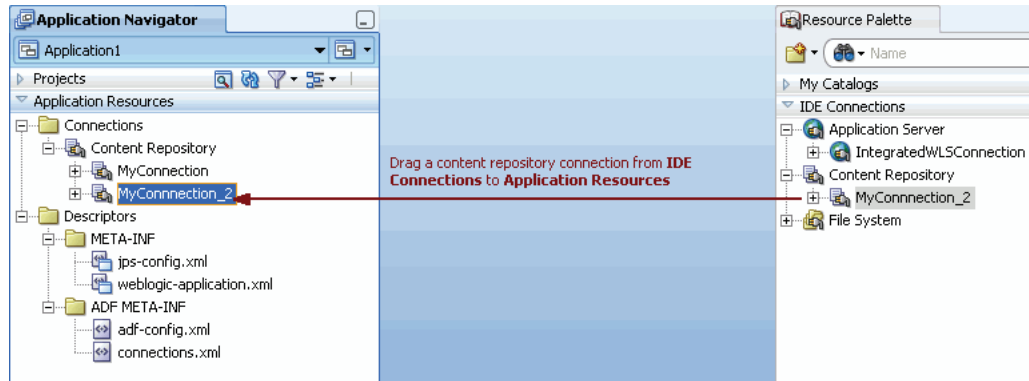 Application Navigator
Application1
Projects
Application Resources
Connections
Content Repository
MyConnection
MyConnnection_2
Descriptors
META-INF
jps-config.xml
weblogic-application.xml
ADF META-INF
adf-config.xml
connections.xml
Drag a content repository connection from IDE
Connections to Application Resources
Resource Palette
Name
My Catalogs
IDE Connections
Application Server
IntegratedWLSConnection
Content Repository
MyConnnection_2
File System